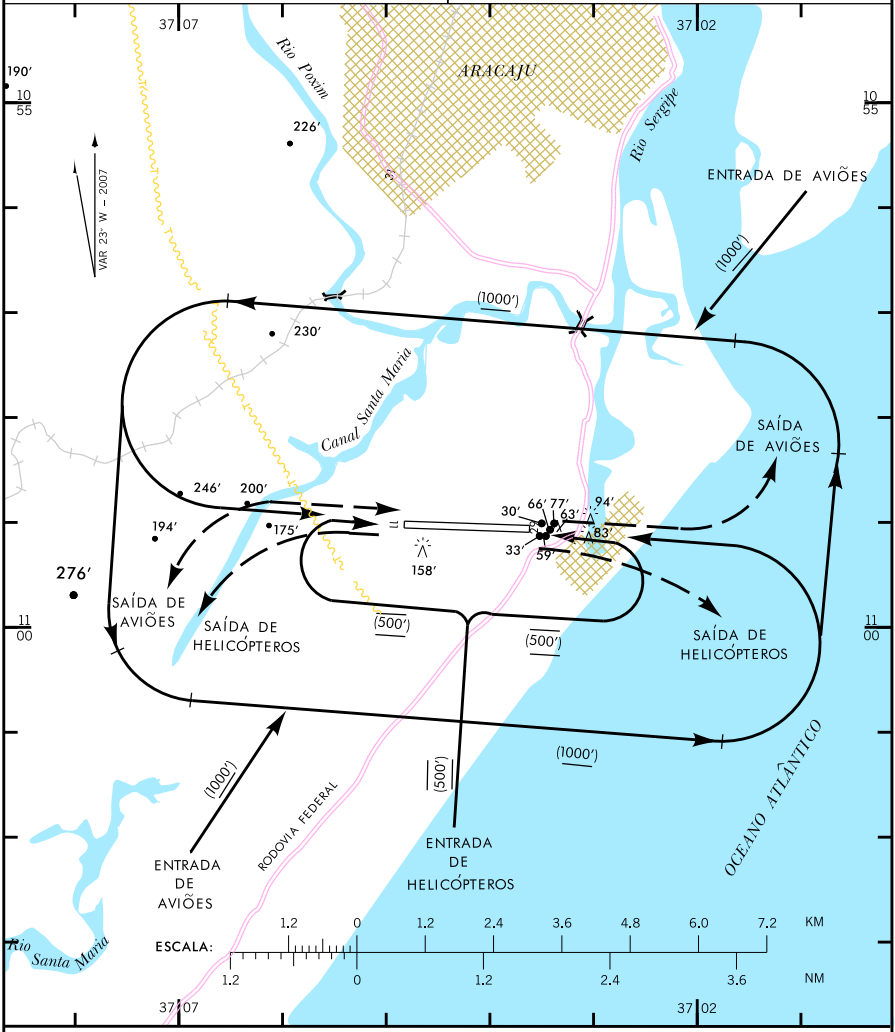 37 07
37 02
190'
10
55
10
55
Rio Poxim
ARACAJU
226'
Rio Sergipe
VAR 23° W – 2007
ENTRADA DE AVIÕES
(1000')
(1000')
230'
Canal Santa Maria
SAÍDA
DE AVIÕES
246'
200'
94'
66'
77'
63'
30'
83'
194'
175'
33'
59'
158'
276'
SAÍDA DE
AVIÕES
SAÍDA DE
HELICÓPTEROS
(500')
(500')
SAÍDA DE
HELICÓPTEROS
11
00
11
00
(1000')
(500')
(1000')
RODOVIA FEDERAL
OCEANO ATLÂNTICO
ENTRADA
DE
AVIÕES
ENTRADA
DE
HELICÓPTEROS
Rio Santa Maria
1.2 0 1.2 2.4 3.6 4.8 6.0 7.2 KM
ESCALA:
1.2 0 1.2 2.4 3.6 NM
37 07
37 02